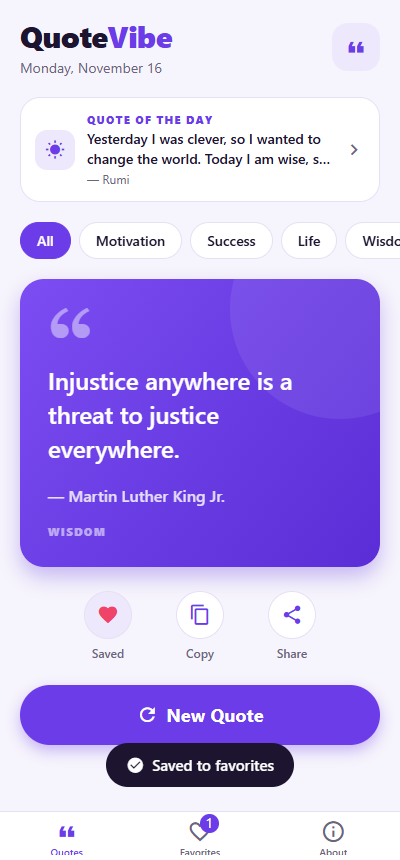 QuoteVibe
Monday, November 16
QUOTE OF THE DAY
Yesterday I was clever, so I wanted to
change the world. Today I am wise, s...
— Rumi
All
Motivation
Success
Life
Wisdo
Injustice anywhere is a
threat to justice
everywhere.
— Martin Luther King Jr.
WISDOM
Saved
Copy
Share
New Quote
Saved to favorites
1
Quotes
Favorites
About